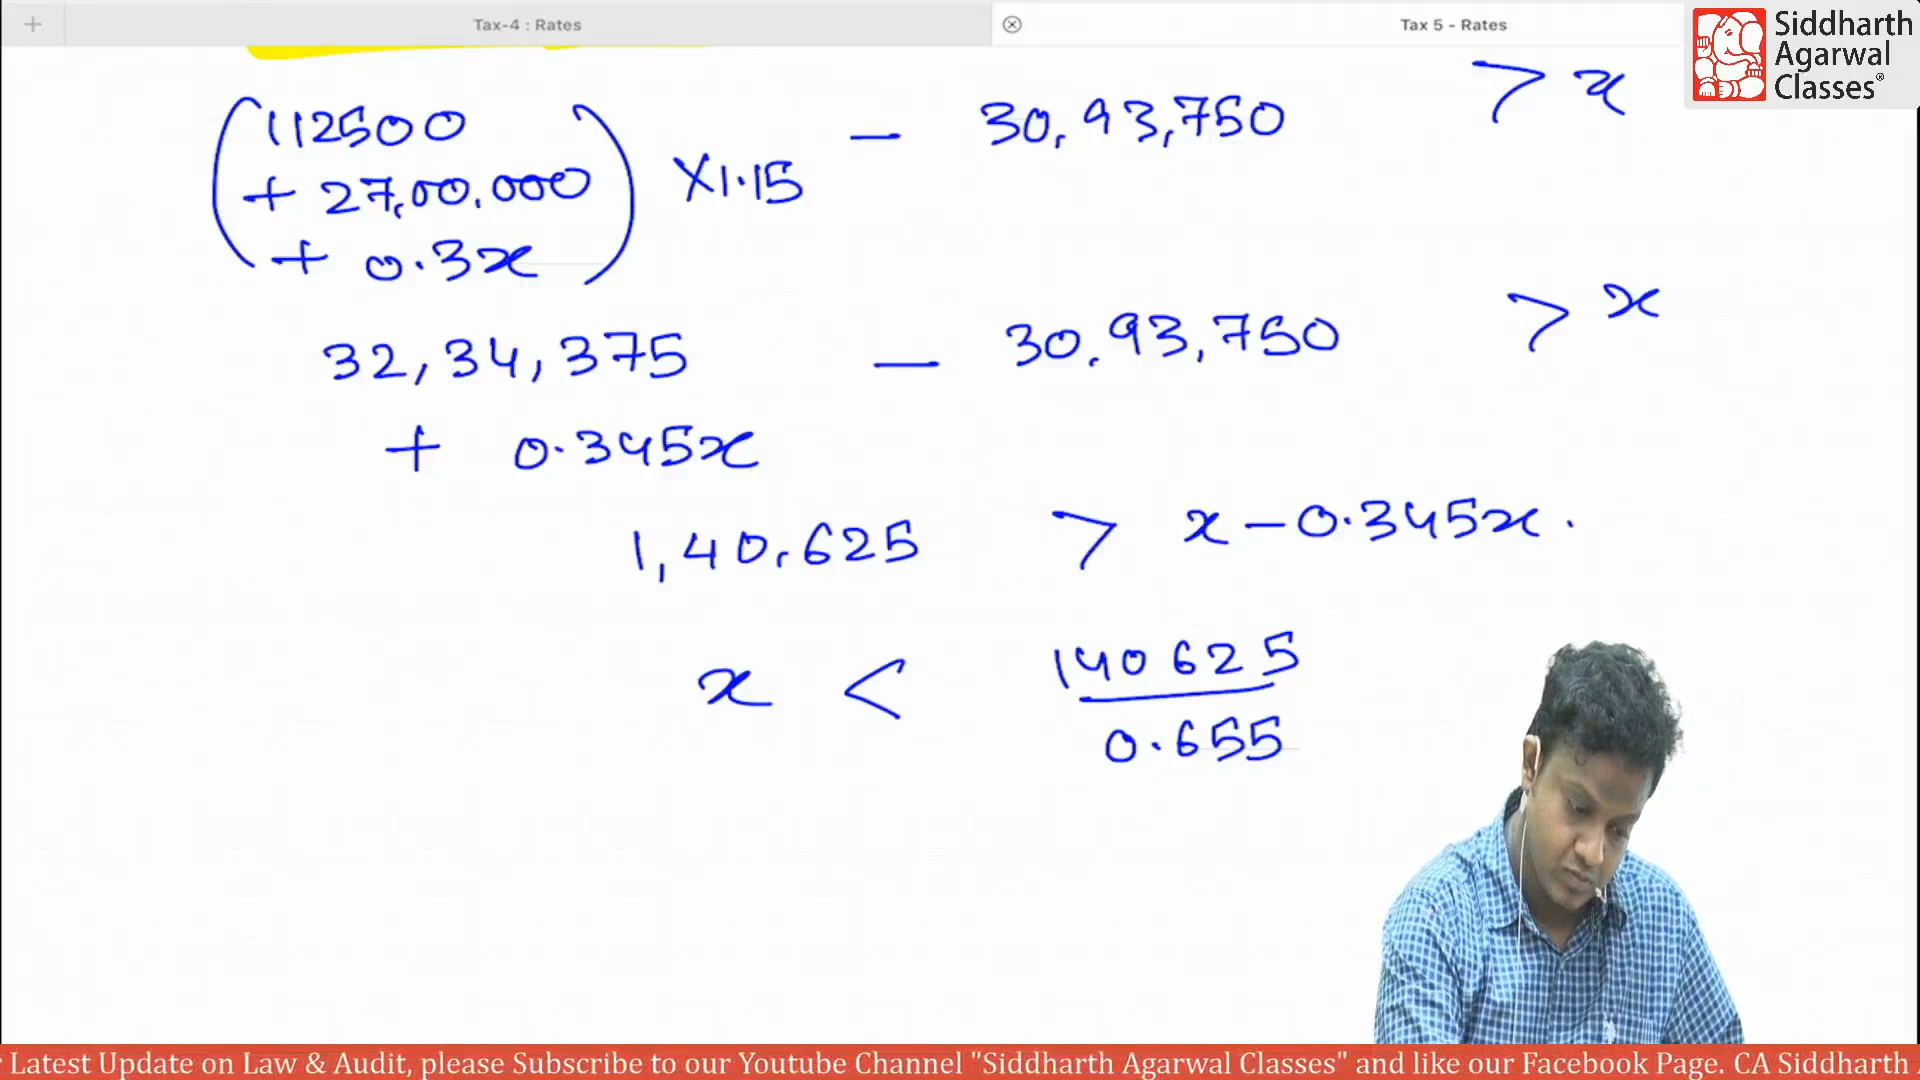 Tax-4 : Rates
Tax 5 - Rates
Siddharth
Agarwal
Classes®
(112500
+ 27,00,000
+ 0.3x) X1.15 - 30,93,750 > x
32,34,375 - 30,93,750 > x
+ 0.345x
1,40,625 > x - 0.345x.
x < 140625
0.655
Latest Update on Law & Audit, please Subscribe to our Youtube Channel "Siddharth Agarwal Classes" and like our Facebook Page. CA Siddharth